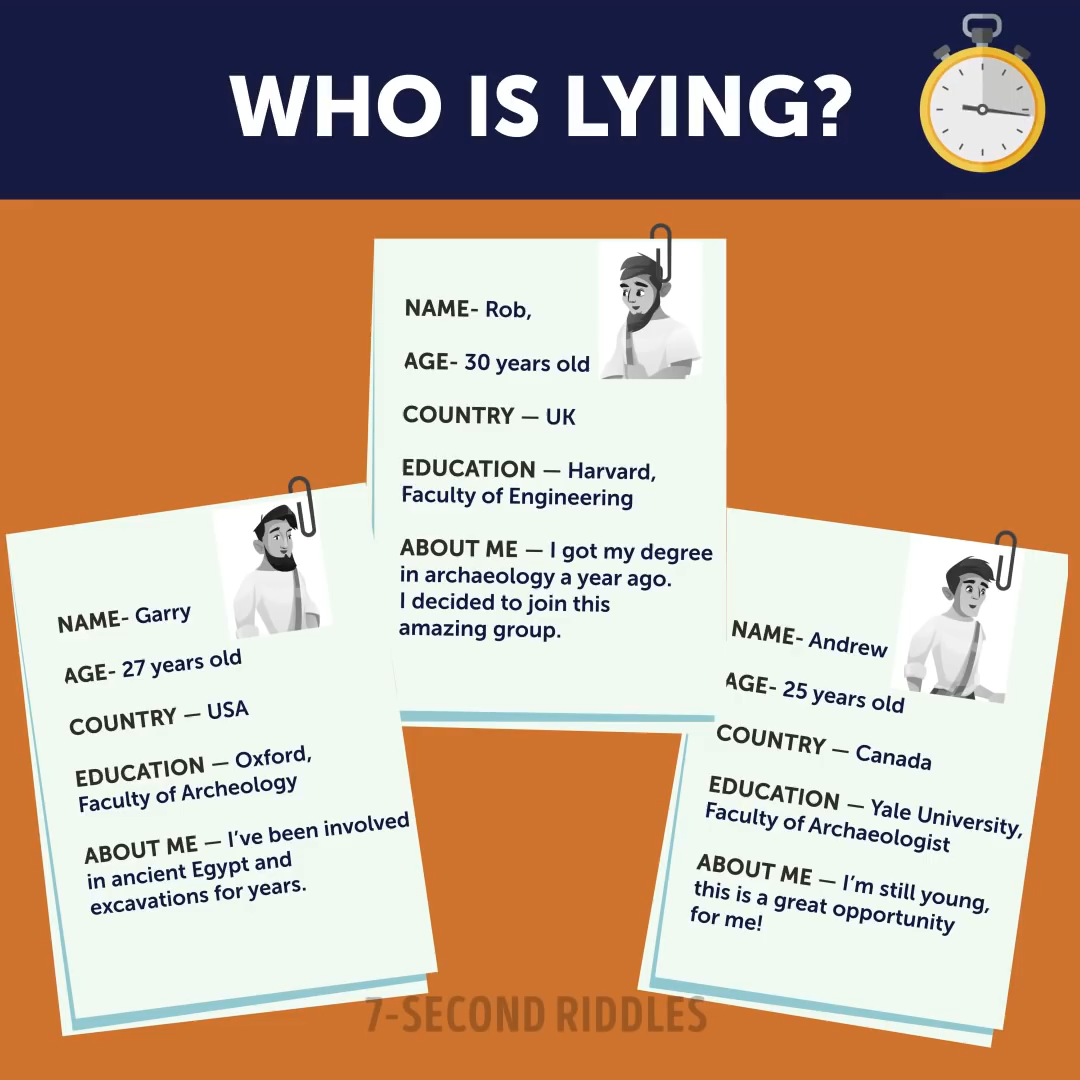 WHO IS LYING?
NAME- Rob,
AGE- 30 years old
COUNTRY — UK
EDUCATION — Harvard,
Faculty of Engineering
ABOUT ME — I got my degree
in archaeology a year ago.
I decided to join this
amazing group.
NAME- Garry
AGE- 27 years old
COUNTRY — USA
EDUCATION — Oxford,
Faculty of Archeology
ABOUT ME — I’ve been involved
in ancient Egypt and
excavations for years.
NAME- Andrew
AGE- 25 years old
COUNTRY — Canada
EDUCATION — Yale University,
Faculty of Archaeologist
ABOUT ME — I’m still young,
this is a great opportunity
for me!
7-SECOND RIDDLES